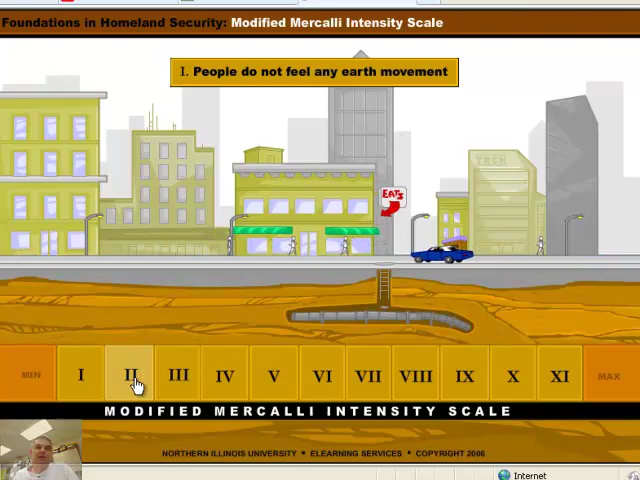 Foundations in Homeland Security: Modified Mercalli Intensity Scale
I. People do not feel any earth movement
TECH
EATS
MIN I II III IV V VI VII VIII IX X XI MAX
MODIFIED MERCALLI INTENSITY SCALE
NORTHERN ILLINOIS UNIVERSITY • ELEARNING SERVICES • COPYRIGHT 2006
Internet